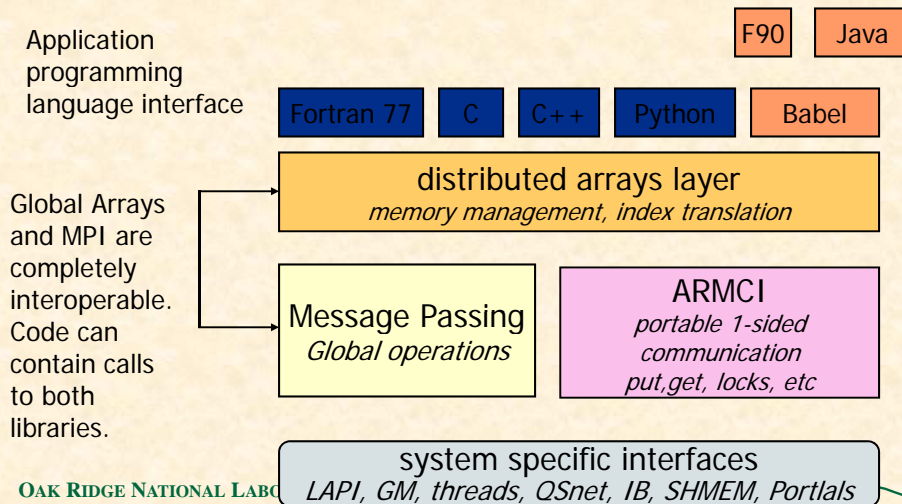 Application
programming
language interface
F90
Java
Fortran 77
C
C++
Python
Babel
distributed arrays layer
memory management, index translation
Global Arrays
and MPI are
completely
interoperable.
Code can
contain calls
to both
libraries.
Message Passing
Global operations
ARMCI
portable 1-sided
communication
put,get, locks, etc
system specific interfaces
LAPI, GM, threads, QSnet, IB, SHMEM, Portlals
OAK RIDGE NATIONAL LABO